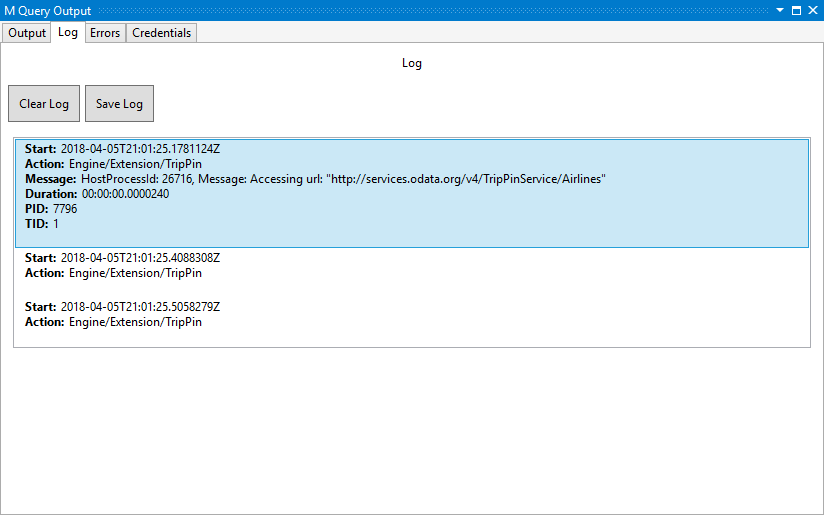 M Query Output
Output Log Errors Credentials
Log
Clear Log Save Log
Start: 2018-04-05T21:01:25.1781124Z
Action: Engine/Extension/TripPin
Message: HostProcessId: 26716, Message: Accessing url: "http://services.odata.org/v4/TripPinService/Airlines"
Duration: 00:00:00.0000240
PID: 7796
TID: 1
Start: 2018-04-05T21:01:25.4088308Z
Action: Engine/Extension/TripPin
Start: 2018-04-05T21:01:25.5058279Z
Action: Engine/Extension/TripPin